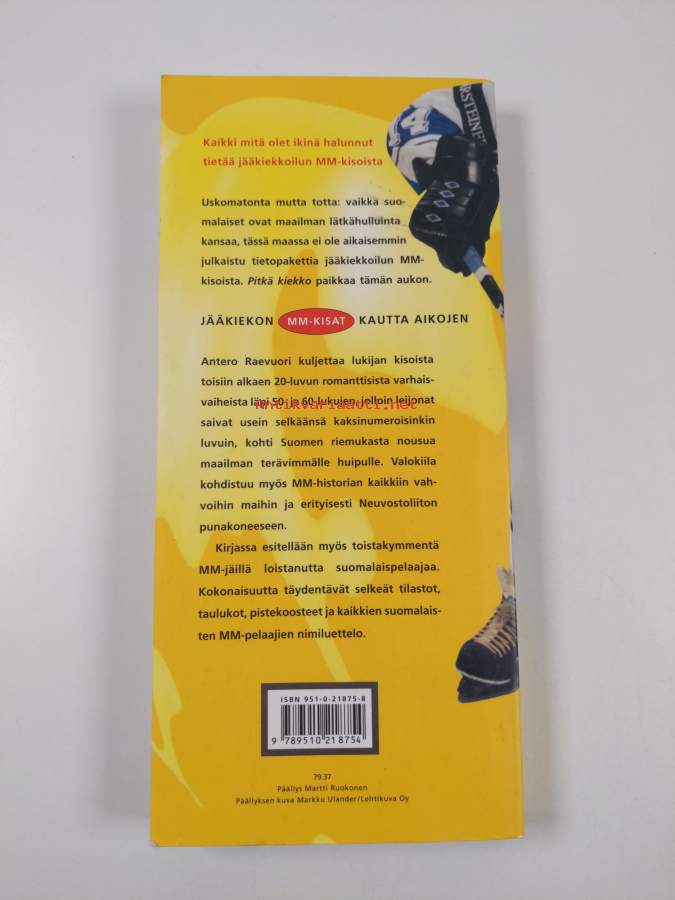 RSTEINER
Kaikki mitä olet ikinä halunnut
tietää jääkiekkoilun MM-kisoista
Uskomatonta mutta totta: vaikka suo-
malaiset ovat maailman lätkähulluinta
kansaa, tässä maassa ei ole aikaisemmin
julkaistu tietopakettia jääkiekkoilun MM-
kisoista. Pitkä kiekko paikkaa tämän aukon.
JÄÄKIEKON MM-KISAT KAUTTA AIKOJEN
Antero Raevuori kuljettaa lukijan kisoista
toisiin alkaen 20-luvun romanttisista varhais-
vaiheista läpi 50- ja 60-lukujen, jolloin leijonat
antikvariaatti.net
saivat usein selkäänsä kaksinumeroisinkin
luvuin, kohti Suomen riemukasta nousua
maailman terävimmälle huipulle. Valokiila
kohdistuu myös MM-historian kaikkiin vah-
voihin maihin ja erityisesti Neuvostoliiton
punakoneeseen.
Kirjassa esitellään myös toistakymmentä
MM-jäillä loistanutta suomalaispelaajaa.
Kokonaisuutta täydentävät selkeät tilastot,
taulukot, pistekoosteet ja kaikkien suomalais-
ten MM-pelaajien nimiluettelo.
ISBN 951-0-21875-8
9 789510 218754
79.37
Päällys Martti Ruokonen
Päällyksen kuva Markku Ulander/Lehtikuva Oy